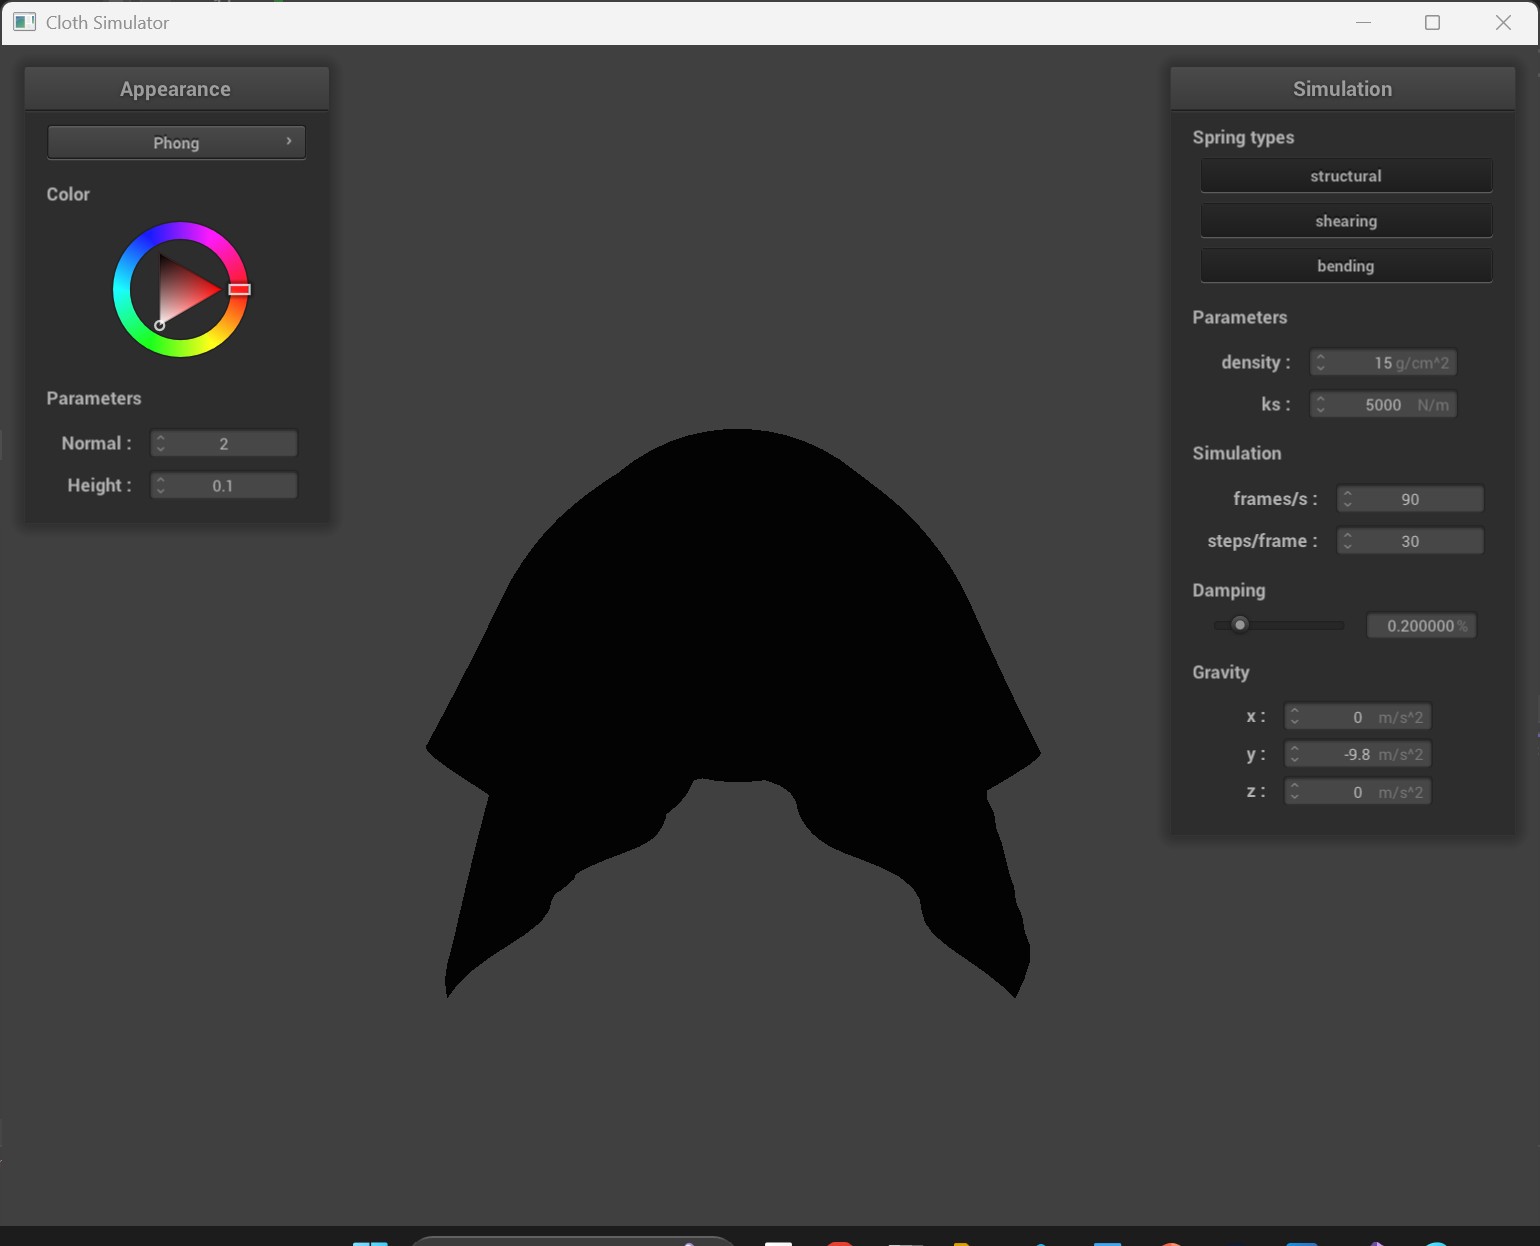 Cloth Simulator
Appearance
Phong
Color
Parameters
Normal : 2
Height : 0.1
Simulation
Spring types
structural
shearing
bending
Parameters
density : 15 g/cm^2
ks : 5000 N/m
Simulation
frames/s : 90
steps/frame : 30
Damping
0.200000 %
Gravity
x : 0 m/s^2
y : -9.8 m/s^2
z : 0 m/s^2